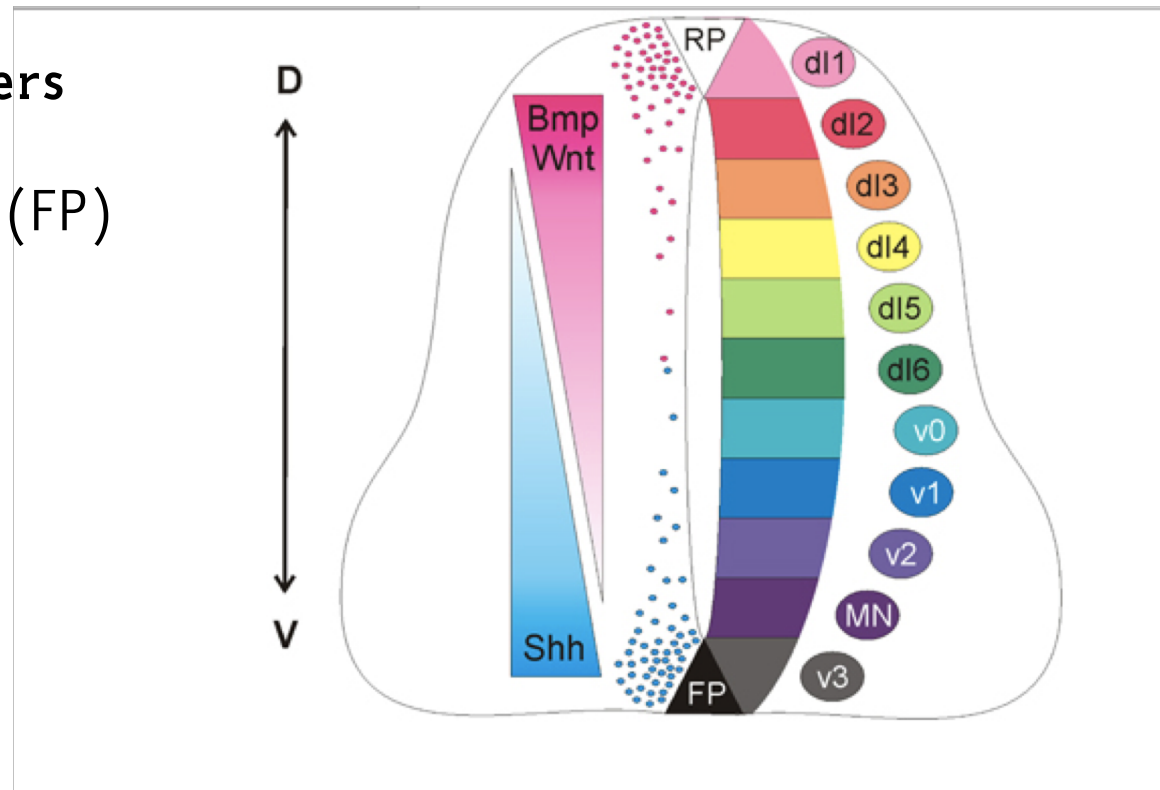 ers
(FP)
D
V
Bmp
Wnt
Shh
RP
FP
dI1
dI2
dI3
dI4
dI5
dI6
v0
v1
v2
MN
v3